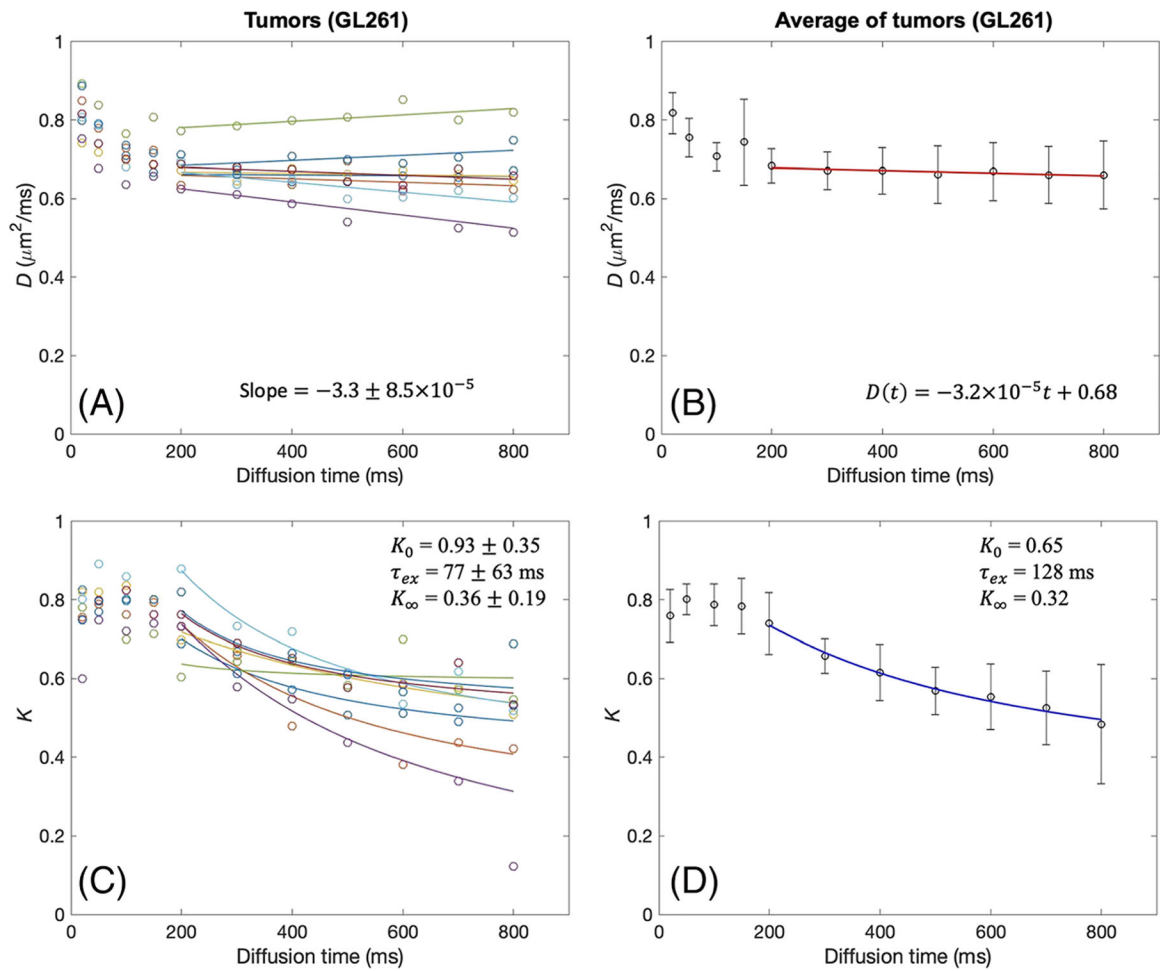 Tumors (GL261)
1
0.8
0.6
0.4
0.2
0
D (μm²/ms)
(A)
Slope = −3.3 ± 8.5×10⁻⁵
0 200 400 600 800
Diffusion time (ms)
Average of tumors (GL261)
1
0.8
0.6
0.4
0.2
0
D (μm²/ms)
(B)
D(t) = −3.2×10⁻⁵t + 0.68
0 200 400 600 800
Diffusion time (ms)
1
0.8
0.6
0.4
0.2
0
K
K₀ = 0.93 ± 0.35
τₑₓ = 77 ± 63 ms
K∞ = 0.36 ± 0.19
(C)
0 200 400 600 800
Diffusion time (ms)
1
0.8
0.6
0.4
0.2
0
K
K₀ = 0.65
τₑₓ = 128 ms
K∞ = 0.32
(D)
0 200 400 600 800
Diffusion time (ms)